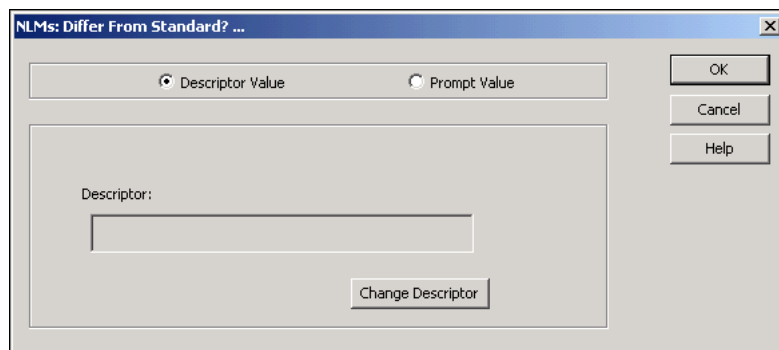 NLMs: Differ From Standard? ...
Descriptor Value
Prompt Value
OK
Cancel
Help
Descriptor:
Change Descriptor